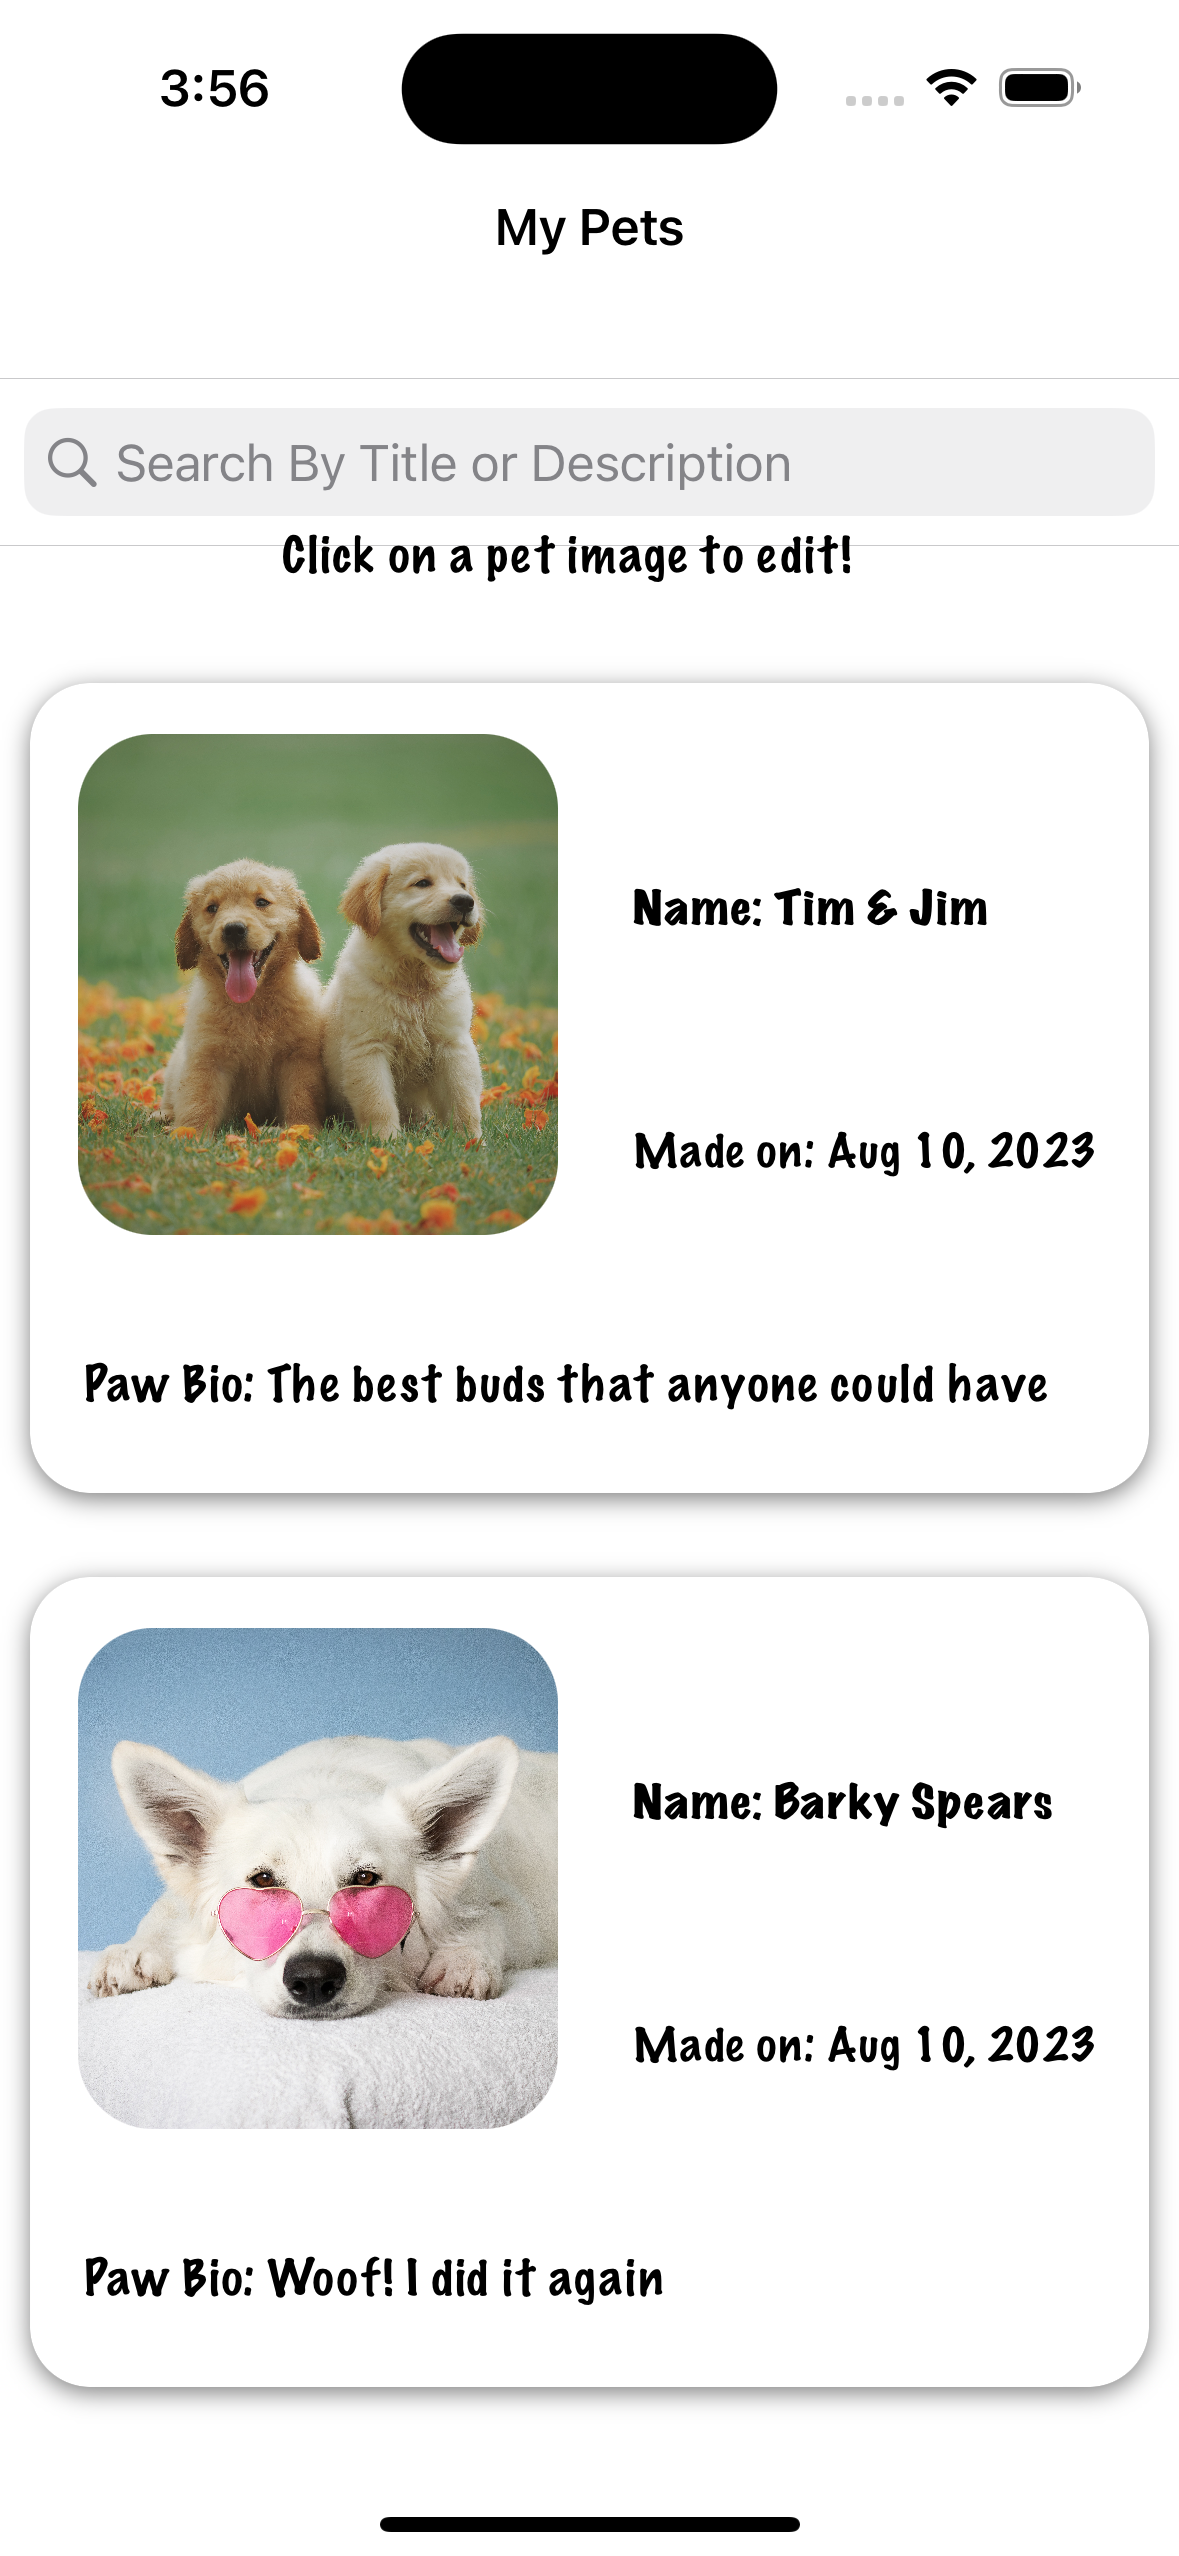 3:56
My Pets
Search By Title or Description
Click on a pet image to edit!
Name: Tim & Jim
Made on: Aug 10, 2023
Paw Bio: The best buds that anyone could have
Name: Barky Spears
Made on: Aug 10, 2023
Paw Bio: Woof! I did it again